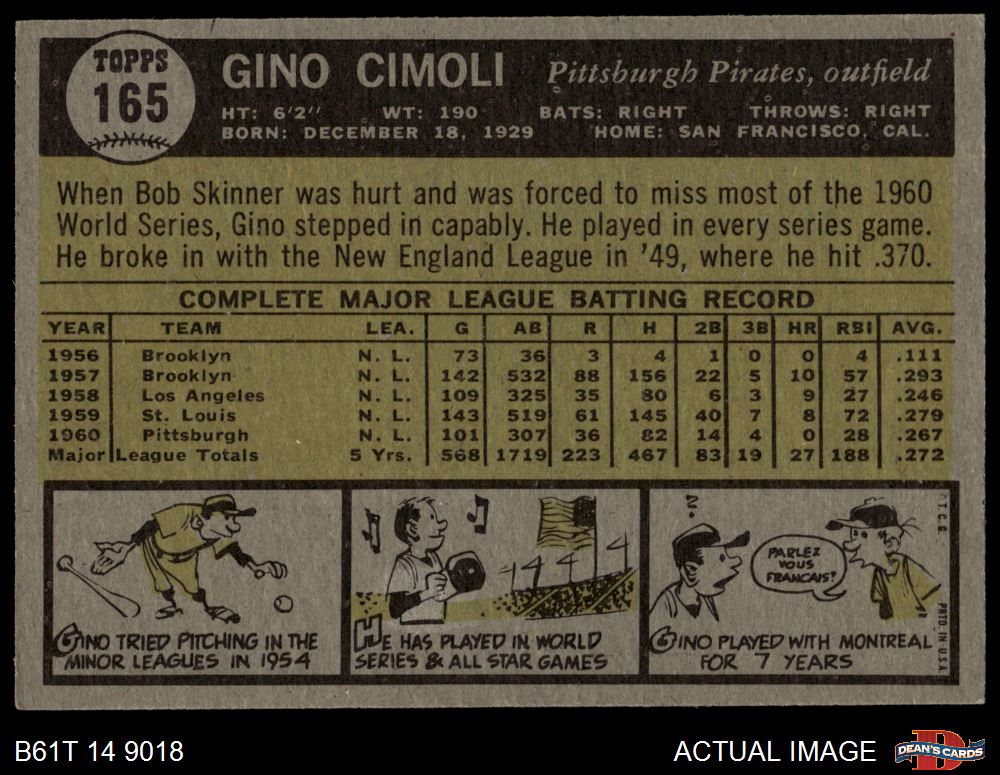 TOPPS
165
GINO CIMOLI Pittsburgh Pirates, outfield
HT: 6'2" WT: 190 BATS: RIGHT THROWS: RIGHT
BORN: DECEMBER 18, 1929 HOME: SAN FRANCISCO, CAL.
When Bob Skinner was hurt and was forced to miss most of the 1960
World Series, Gino stepped in capably. He played in every series game.
He broke in with the New England League in '49, where he hit .370.
COMPLETE MAJOR LEAGUE BATTING RECORD
YEAR TEAM LEA. G AB R H 2B 3B HR RBI AVG.
1956 Brooklyn N. L. 73 36 3 4 1 0 0 4 .111
1957 Brooklyn N. L. 142 532 88 156 22 5 10 57 .293
1958 Los Angeles N. L. 109 325 35 80 6 3 9 27 .246
1959 St. Louis N. L. 143 519 61 145 40 7 8 72 .279
1960 Pittsburgh N. L. 101 307 36 82 14 4 0 28 .267
Major League Totals 5 Yrs. 568 1719 223 467 83 19 27 188 .272
GINO TRIED PITCHING IN THE
MINOR LEAGUES IN 1954
HE HAS PLAYED IN WORLD
SERIES & ALL STAR GAMES
PARLEZ
VOUS
FRANCAIS?
GINO PLAYED WITH MONTREAL
FOR 7 YEARS
© T.C.G. PRTD. IN U.S.A.
B61T 14 9018
ACTUAL IMAGE
DEAN'S CARDS